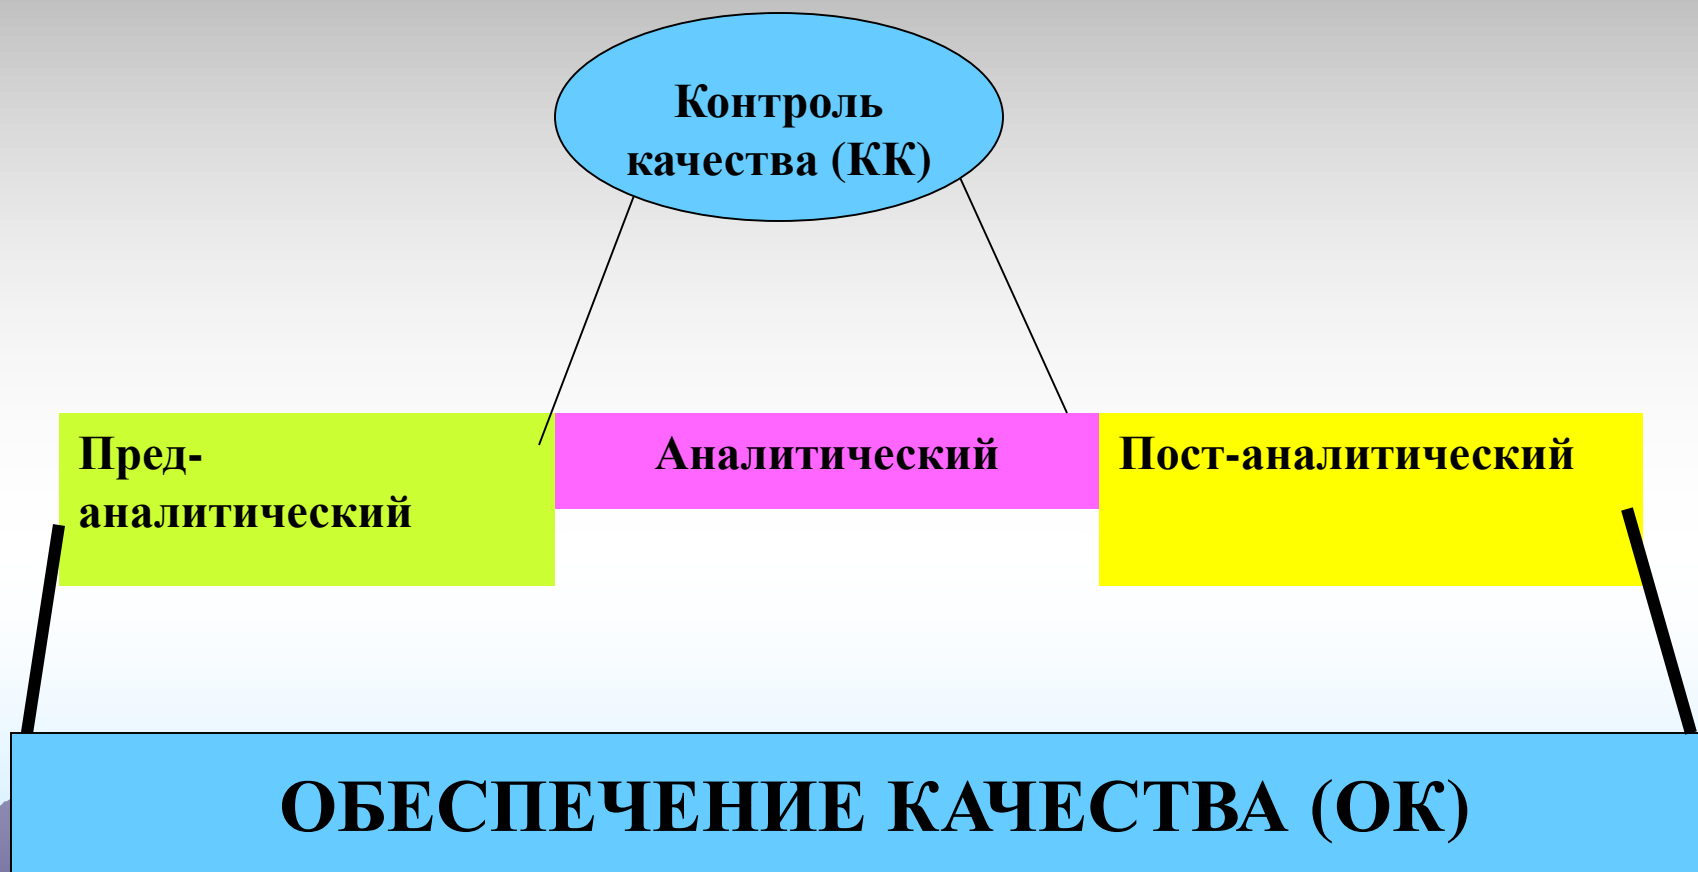 Контроль
качества (КК)
Пред-
аналитический
Аналитический
Пост-аналитический
ОБЕСПЕЧЕНИЕ КАЧЕСТВА (ОК)